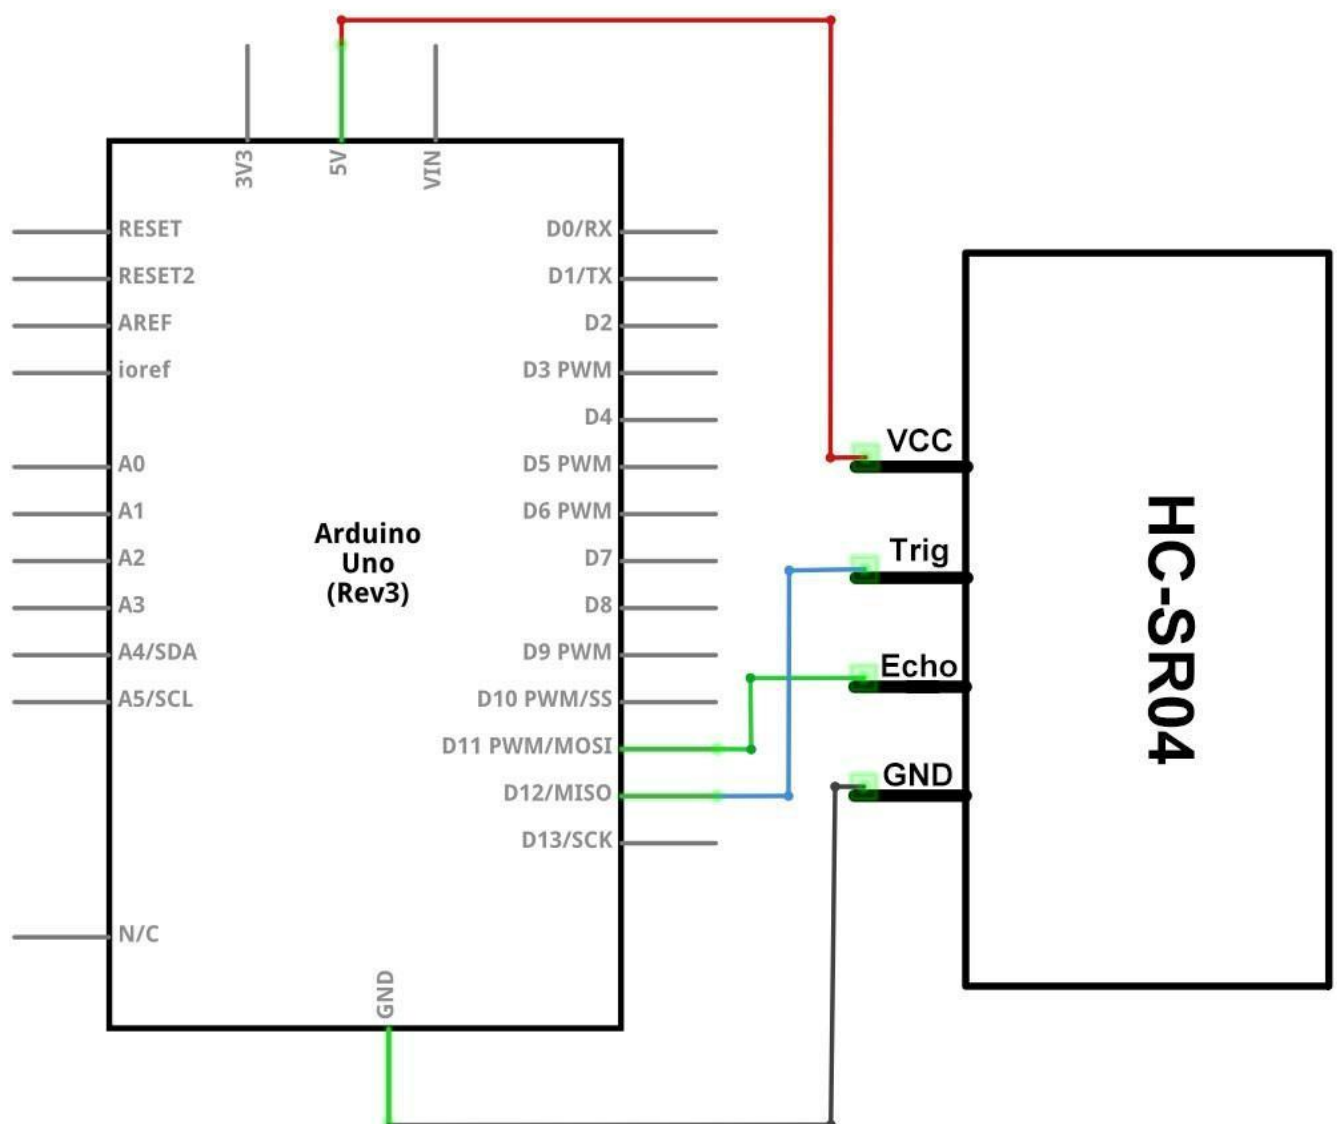 3V3
5V
VIN
RESET
RESET2
AREF
ioref
A0
A1
A2
A3
A4/SDA
A5/SCL
N/C
Arduino
Uno
(Rev3)
D0/RX
D1/TX
D2
D3 PWM
D4
D5 PWM
D6 PWM
D7
D8
D9 PWM
D10 PWM/SS
D11 PWM/MOSI
D12/MISO
D13/SCK
GND
VCC
Trig
Echo
GND
HC-SR04